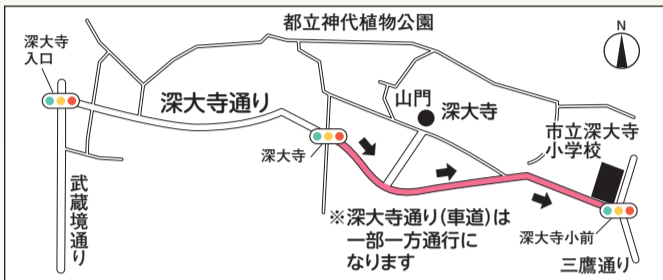 都立神代植物公園
N
深大寺
入口
深大寺通り
山門
深大寺
深大寺
市立深大寺
小学校
武蔵境通り
※深大寺通り(車道)は
一部一方通行に
なります
深大寺小前
三鷹通り